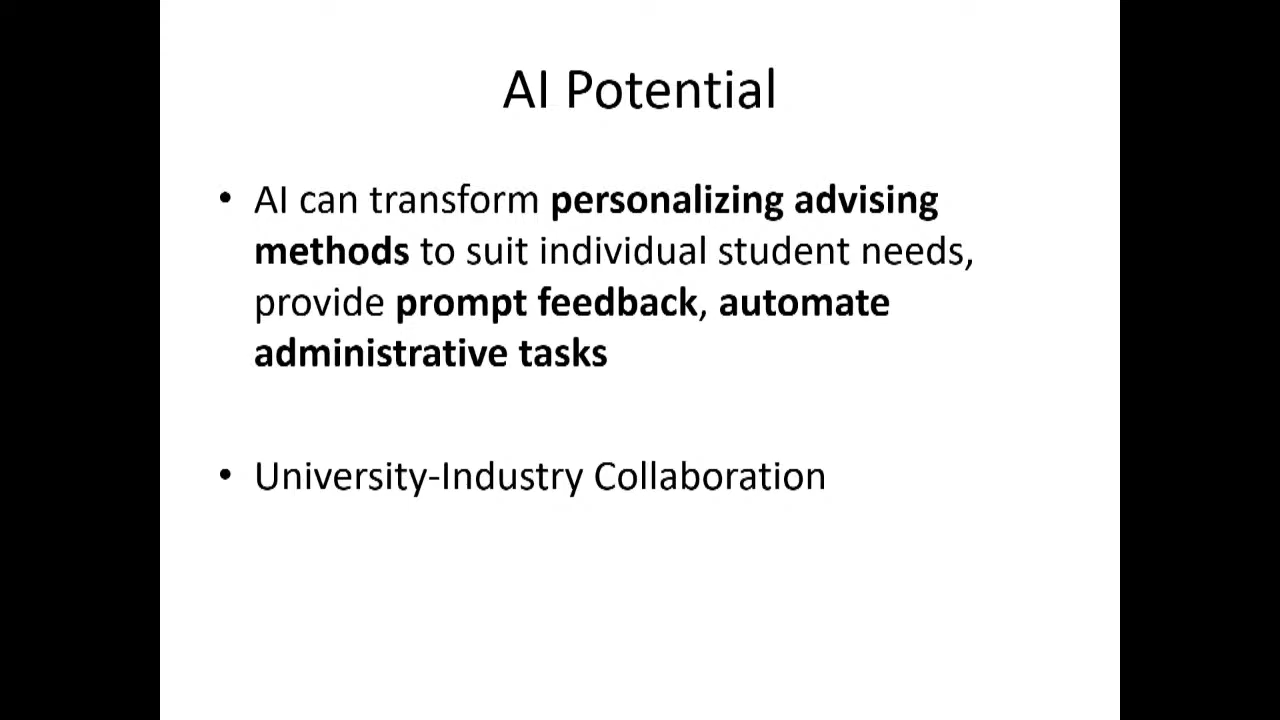 AI Potential
• AI can transform personalizing advising
methods to suit individual student needs,
provide prompt feedback, automate
administrative tasks
• University-Industry Collaboration